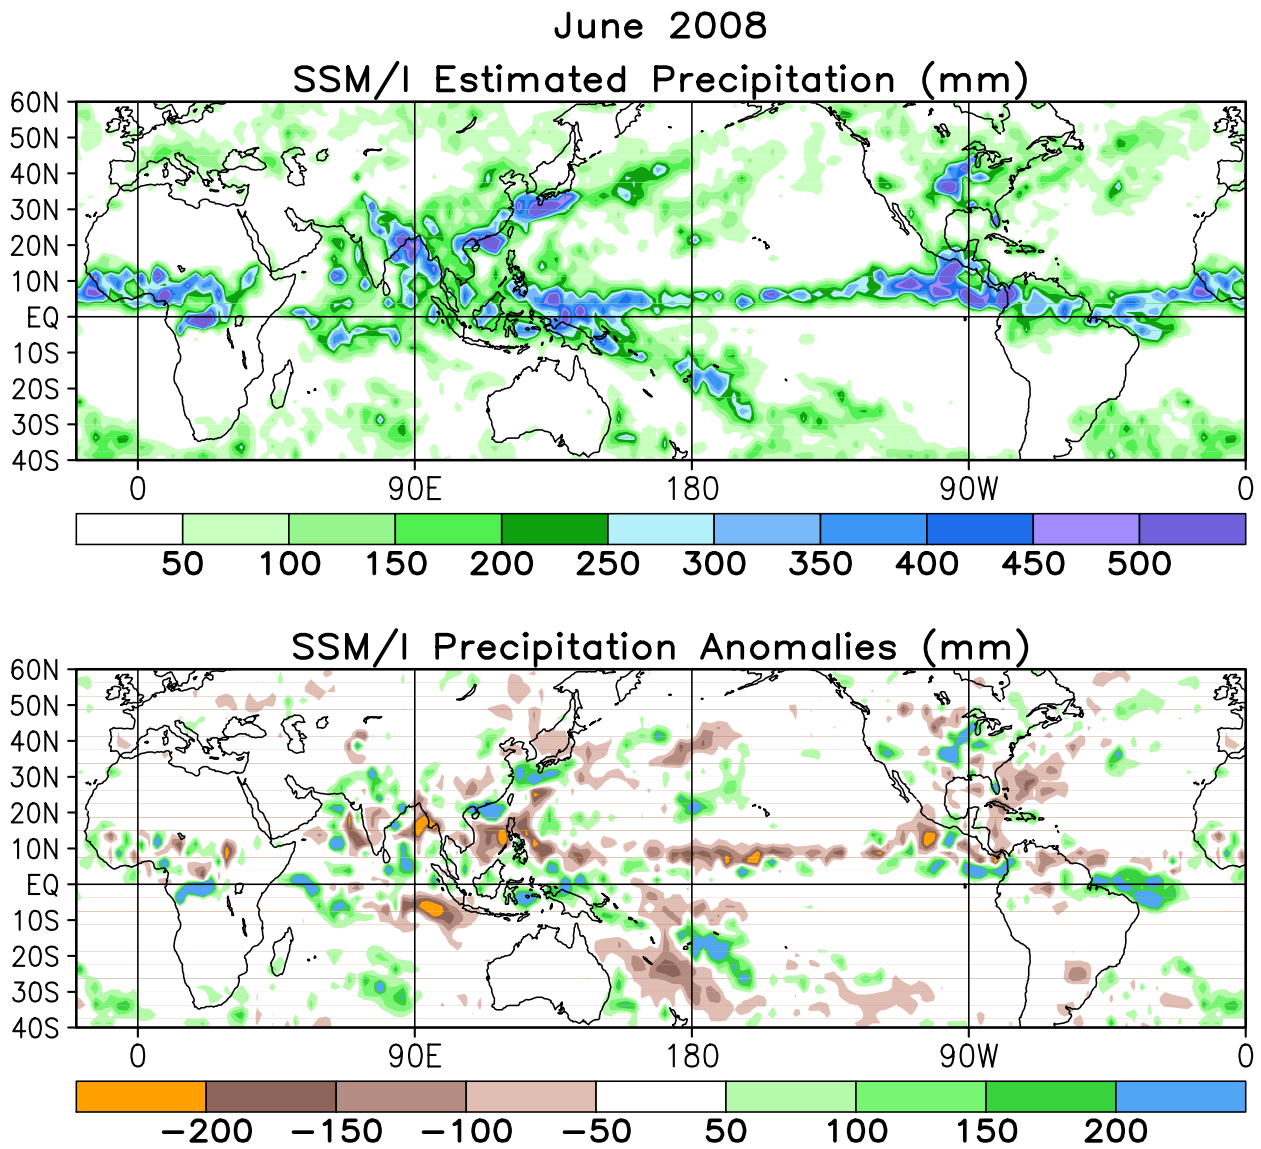 June 2008
SSM/I Estimated Precipitation (mm)
60N
50N
40N
30N
20N
10N
EQ
10S
20S
30S
40S
0 90E 180 90W 0
50 100 150 200 250 300 350 400 450 500
SSM/I Precipitation Anomalies (mm)
60N
50N
40N
30N
20N
10N
EQ
10S
20S
30S
40S
0 90E 180 90W 0
−200 −150 −100 −50 50 100 150 200